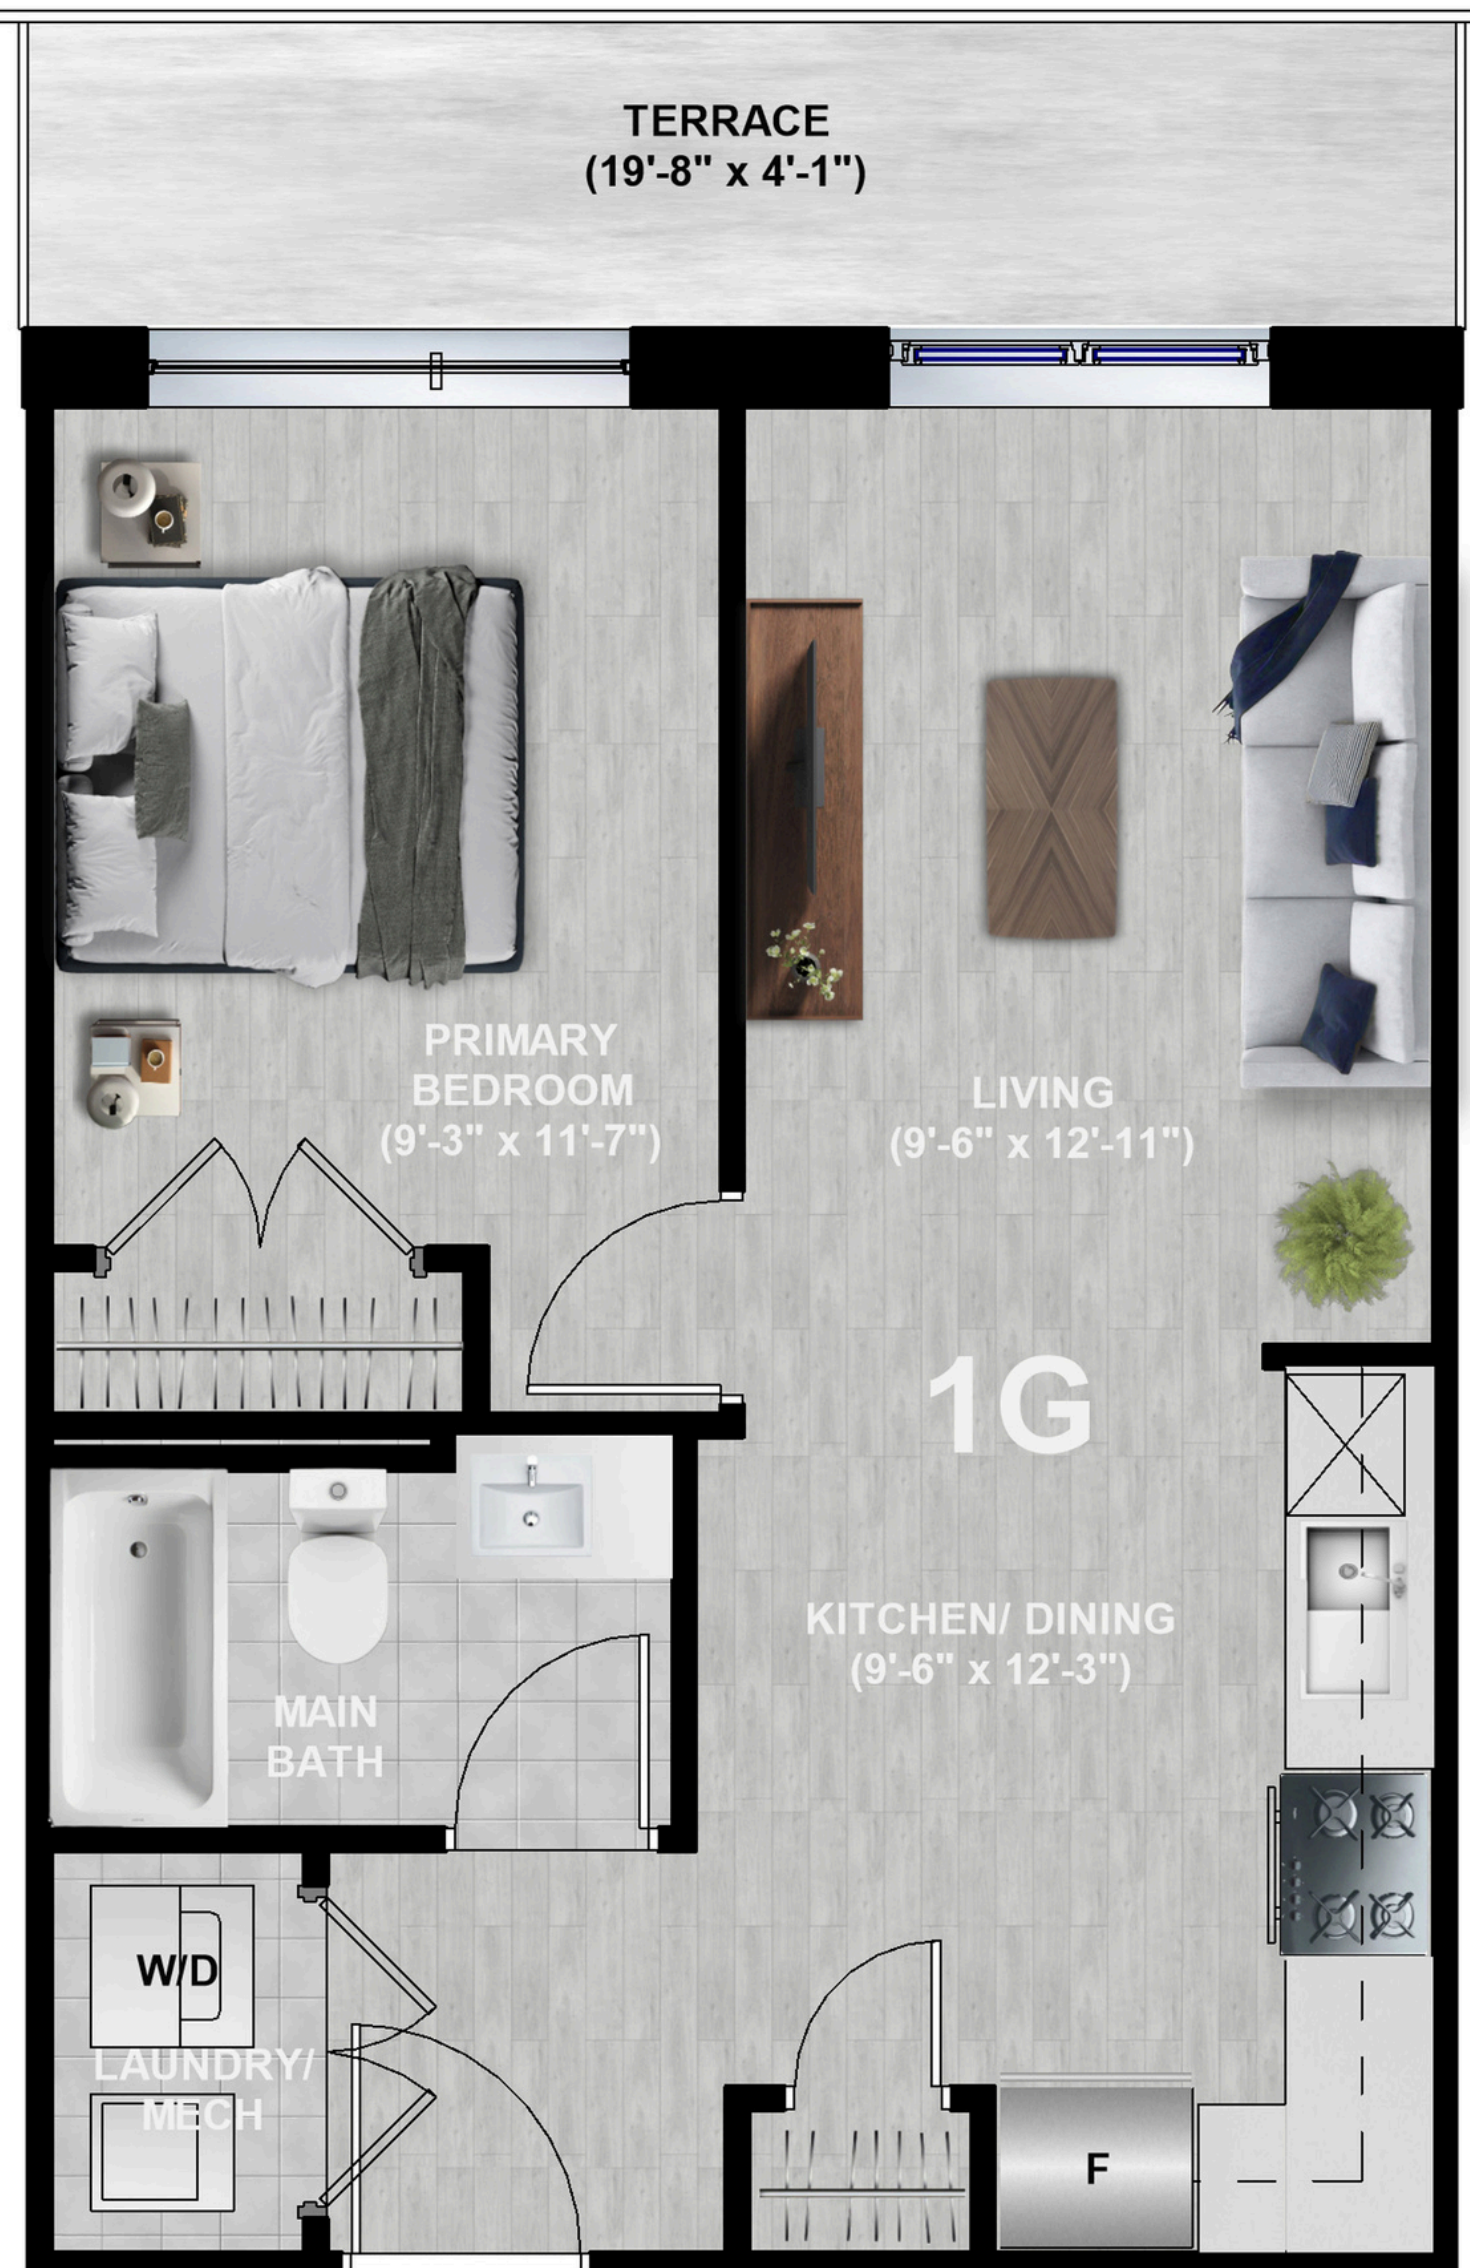 TERRACE
(19'-8" x 4'-1")
PRIMARY
BEDROOM
(9'-3" x 11'-7")
LIVING
(9'-6" x 12'-11")
1G
KITCHEN/ DINING
(9'-6" x 12'-3")
MAIN
BATH
W/D
LAUNDRY/
MECH
F